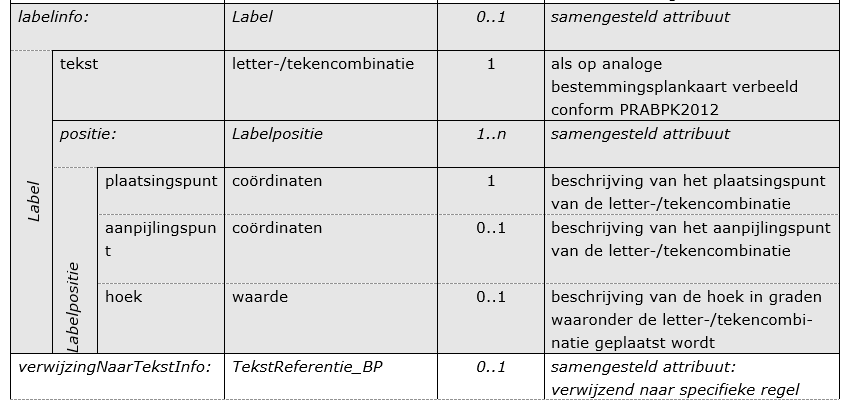 labelinfo: Label 0..1 samengesteld attribuut
tekst letter-/tekencombinatie 1 als op analoge
bestemmingsplankaart verbeeld
conform PRABPK2012
positie: Labelpositie 1..n samengesteld attribuut
plaatsingspunt coördinaten 1 beschrijving van het plaatsingspunt
van de letter-/tekencombinatie
aanpijlingspun coördinaten 0..1 beschrijving van het aanpijlingspunt
t van de letter-/tekencombinatie
hoek waarde 0..1 beschrijving van de hoek in graden
waaronder de letter-/tekencombi-
natie geplaatst wordt
Label
Labelpositie
verwijzingNaarTekstInfo: TekstReferentie_BP 0..1 samengesteld attribuut:
verwijzend naar specifieke regel